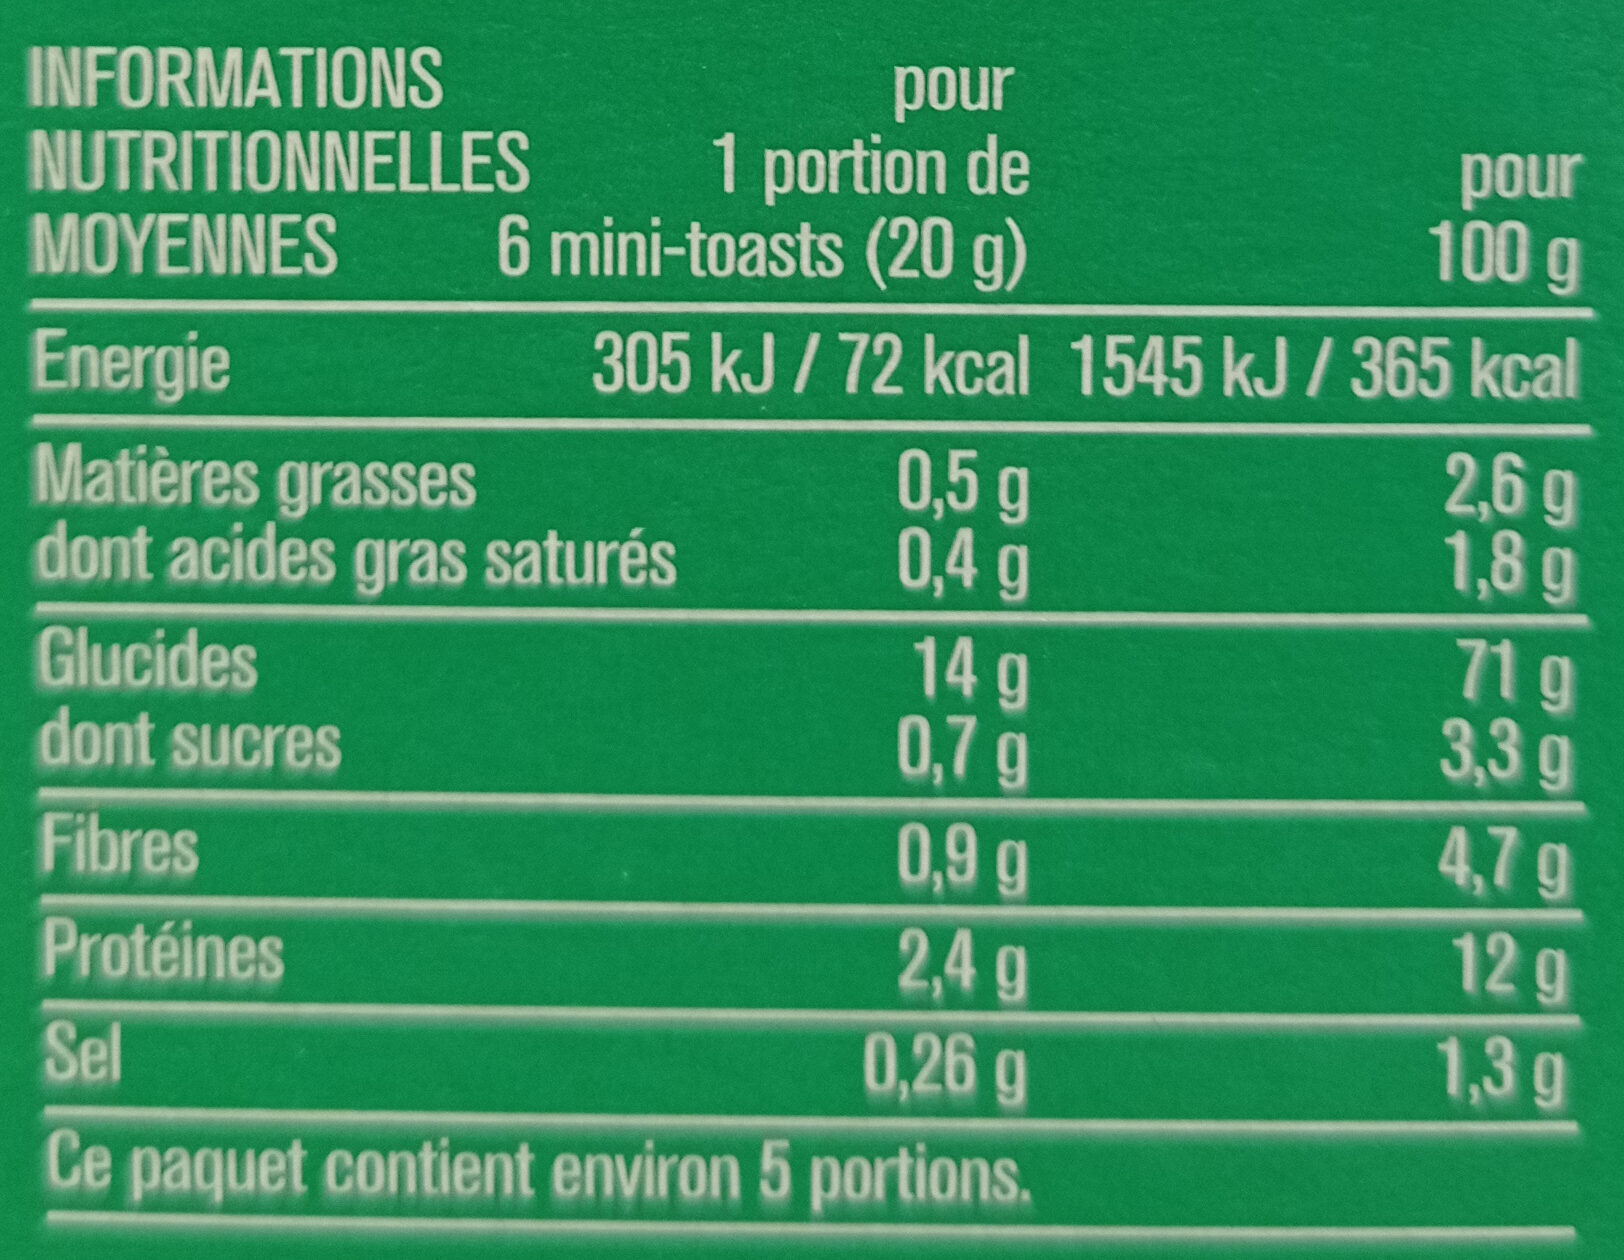 INFORMATIONS pour
NUTRITIONNELLES 1 portion de pour
MOYENNES 6 mini-toasts (20 g) 100 g
Energie 305 kJ / 72 kcal 1545 kJ / 365 kcal
Matières grasses 0,5 g 2,6 g
dont acides gras saturés 0,4 g 1,8 g
Glucides 14 g 71 g
dont sucres 0,7 g 3,3 g
Fibres 0,9 g 4,7 g
Protéines 2,4 g 12 g
Sel 0,26 g 1,3 g
Ce paquet contient environ 5 portions.